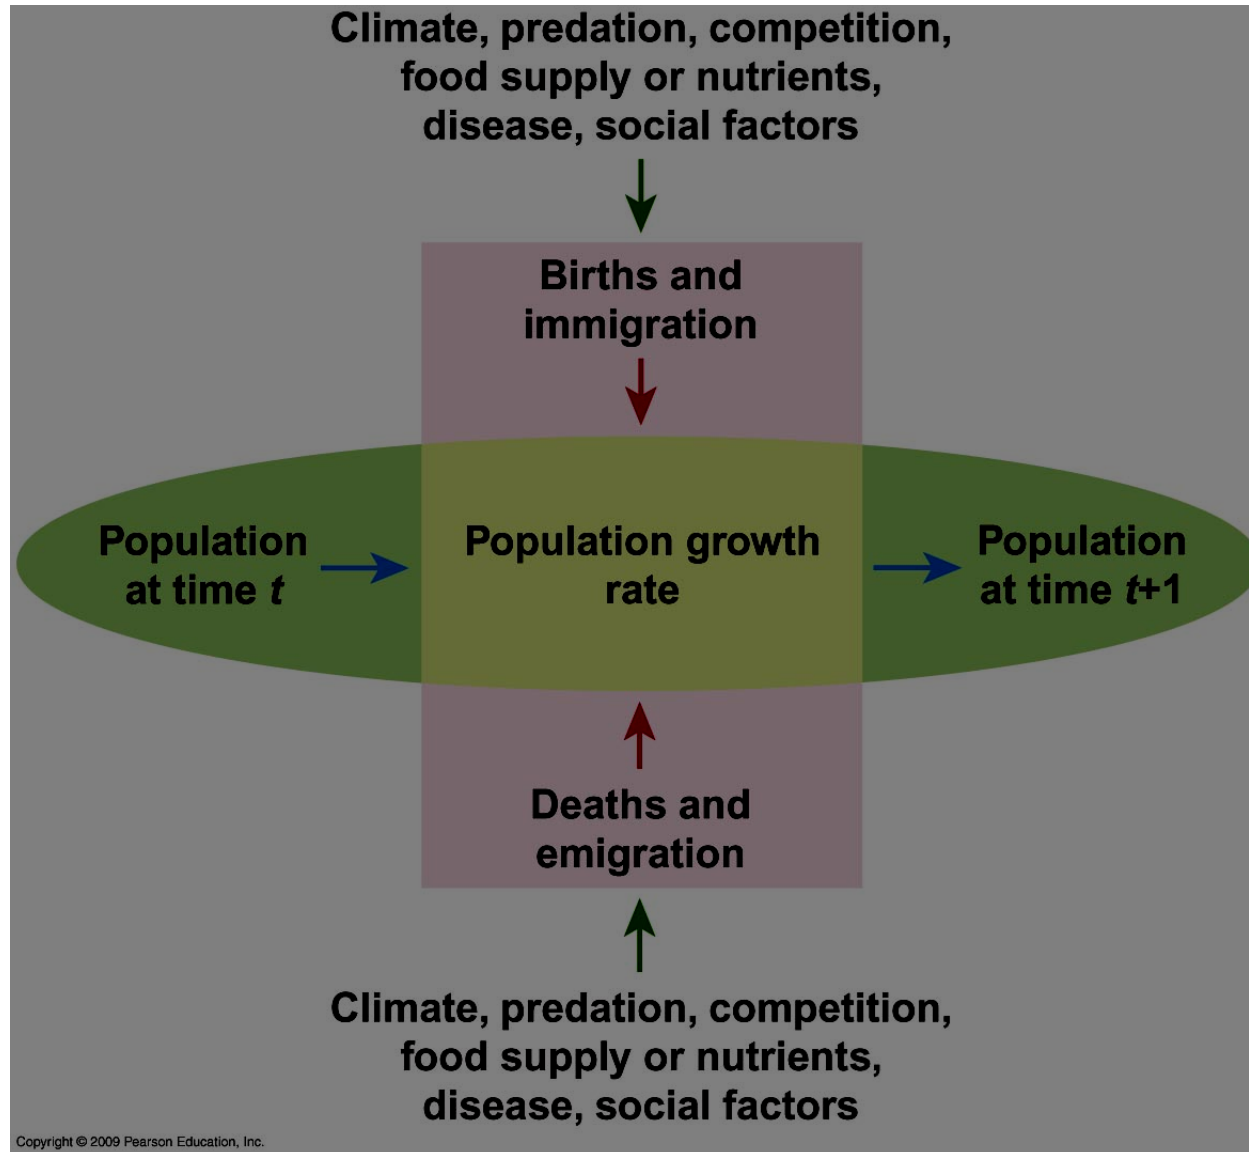 Climate, predation, competition,
food supply or nutrients,
disease, social factors
Births and
immigration
Population
at time t
Population growth
rate
Population
at time t+1
Deaths and
emigration
Climate, predation, competition,
food supply or nutrients,
disease, social factors
Copyright © 2009 Pearson Education, Inc.